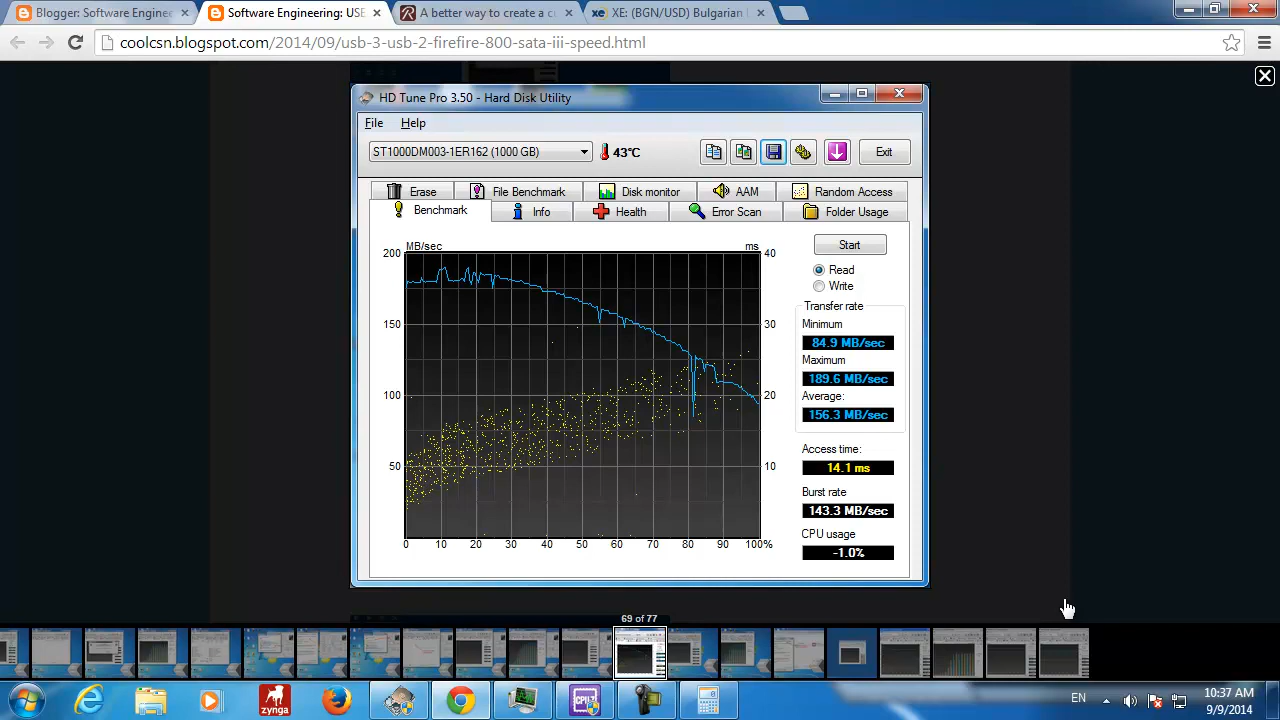 Blogger: Software Enginee
Software Engineering: USE
A better way to create a c
XE: (BGN/USD) Bulgarian
coolcsn.blogspot.com/2014/09/usb-3-usb-2-firefire-800-sata-iii-speed.html
HD Tune Pro 3.50 - Hard Disk Utility
File Help
ST1000DM003-1ER162 (1000 GB)
43°C
Exit
Erase
File Benchmark
Disk monitor
AAM
Random Access
Benchmark
Info
Health
Error Scan
Folder Usage
MB/sec
ms
200
150
100
50
40
30
20
10
0 10 20 30 40 50 60 70 80 90 100%
Start
Read
Write
Transfer rate
Minimum
84.9 MB/sec
Maximum
189.6 MB/sec
Average:
156.3 MB/sec
Access time:
14.1 ms
Burst rate
143.3 MB/sec
CPU usage
-1.0%
69 of 77
zynga
CPU-Z
EN
10:37 AM
9/9/2014